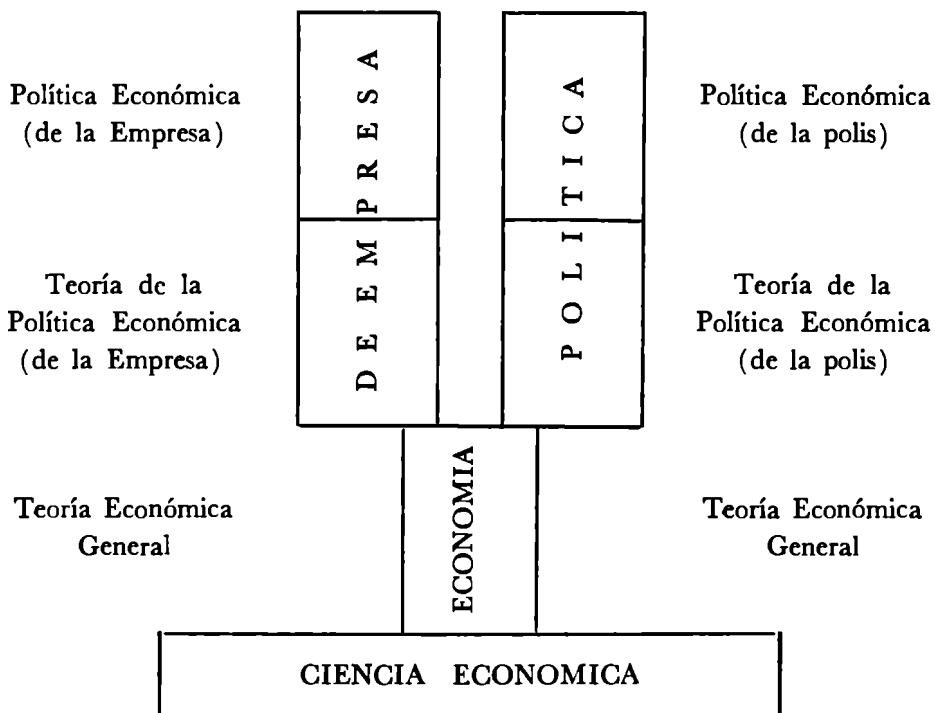 Política Económica
(de la Empresa)
DE EMPRESA
POLITICA
Política Económica
(de la polis)
Teoría de la
Política Económica
(de la Empresa)
Teoría de la
Política Económica
(de la polis)
Teoría Económica
General
ECONOMIA
Teoría Económica
General
CIENCIA ECONOMICA